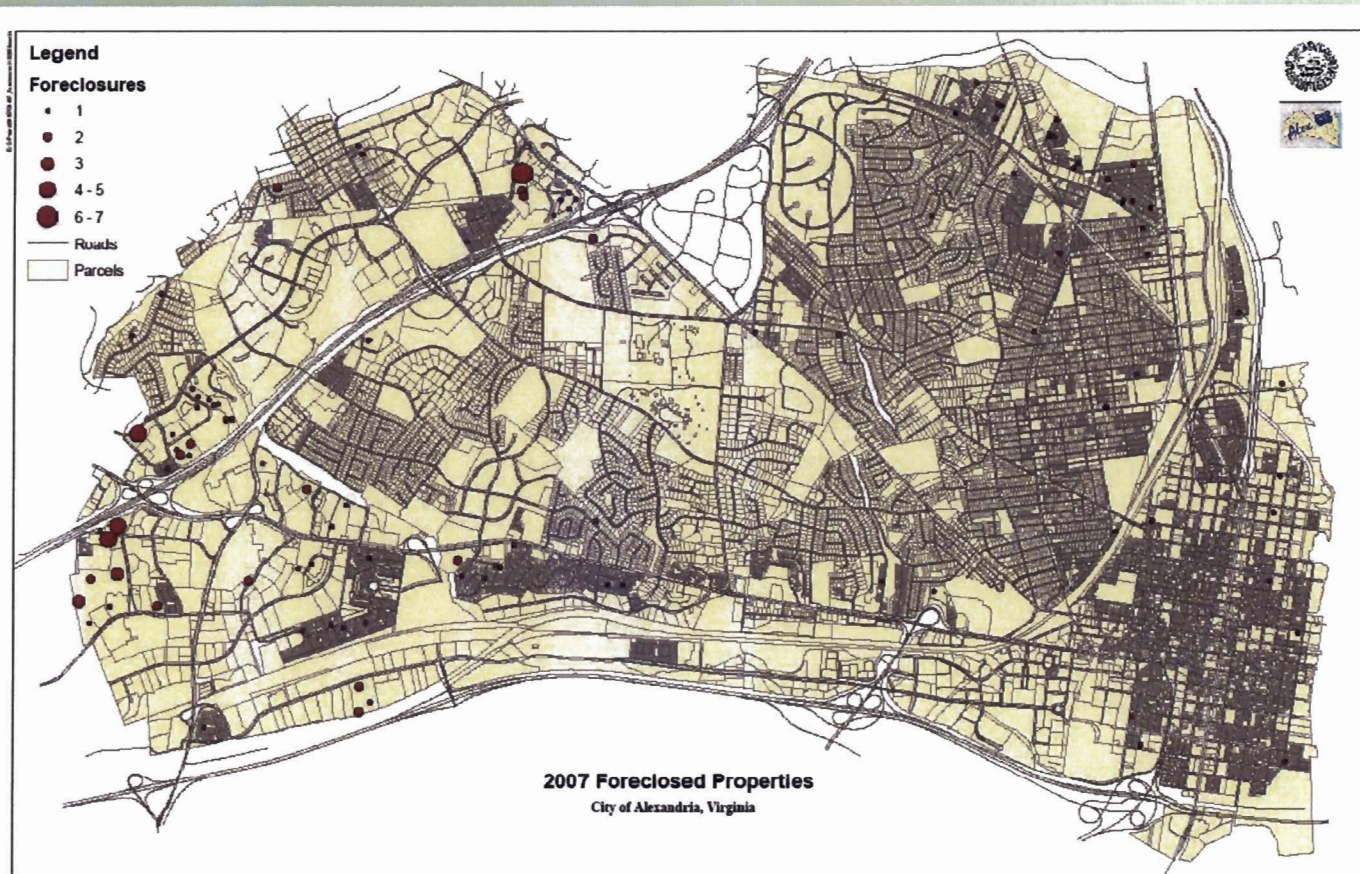 Legend
Foreclosures
1
2
3
4 - 5
6 - 7
Roads
Parcels
2007 Foreclosed Properties
City of Alexandria, Virginia